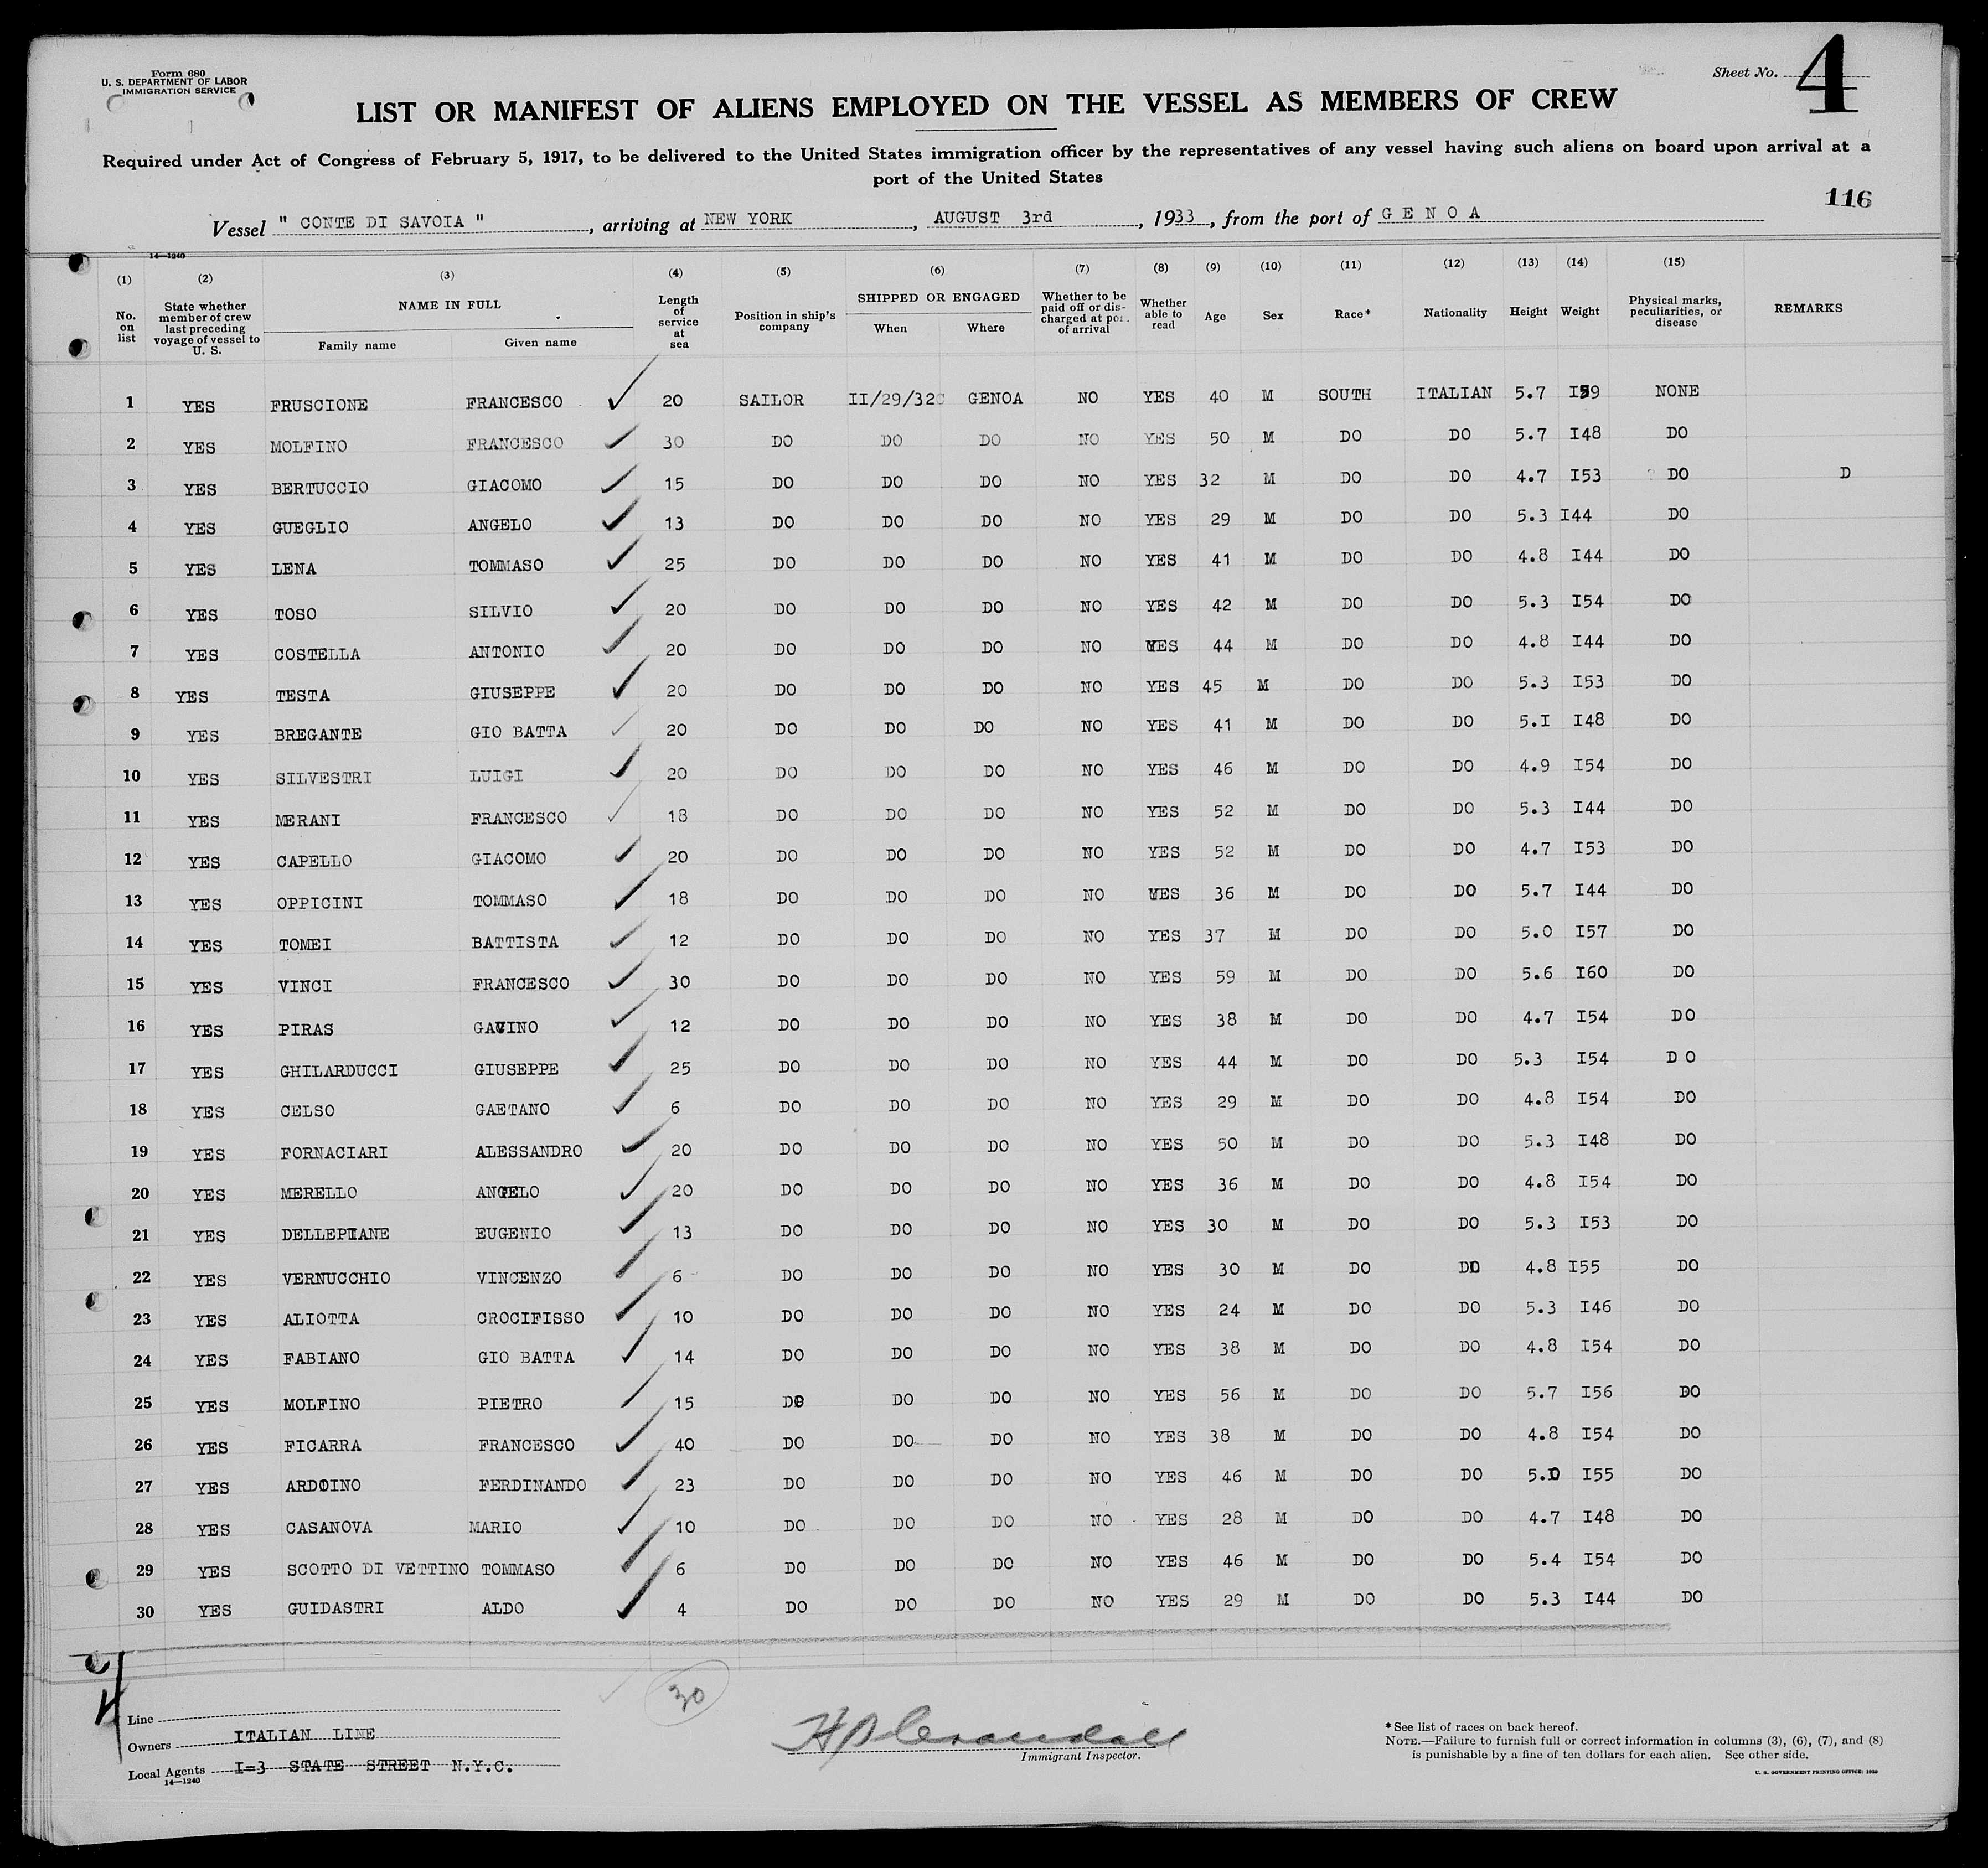 Form 680
U. S. DEPARTMENT OF LABOR
IMMIGRATION SERVICE
Sheet No. 4
LIST OR MANIFEST OF ALIENS EMPLOYED ON THE VESSEL AS MEMBERS OF CREW
Required under Act of Congress of February 5, 1917, to be delivered to the United States immigration officer by the representatives of any vessel having such aliens on board upon arrival at a
port of the United States
116
Vessel " CONTE DI SAVOIA ", arriving at NEW YORK, AUGUST 3rd, 1933, from the port of GENOA
14—1240
(1) (2) (3) (4) (5) (6) (7) (8) (9) (10) (11) (12) (13) (14) (15)
No. on list State whether member of crew last preceding voyage of vessel to U. S. NAME IN FULL Family name Given name Length of service at sea Position in ship's company SHIPPED OR ENGAGED When Where Whether to be paid off or discharged at port of arrival Whether able to read Age Sex Race* Nationality Height Weight Physical marks, peculiarities, or disease REMARKS
1 YES FRUSCIONE FRANCESCO 20 SAILOR II/29/32 GENOA NO YES 40 M SOUTH ITALIAN 5.7 I59 NONE
2 YES MOLFINO FRANCESCO 30 DO DO DO NO YES 50 M DO DO 5.7 I48 DO
3 YES BERTUCCIO GIACOMO 15 DO DO DO NO YES 32 M DO DO 4.7 I53 DO D
4 YES GUEGLIO ANGELO 13 DO DO DO NO YES 29 M DO DO 5.3 I44 DO
5 YES LENA TOMMASO 25 DO DO DO NO YES 41 M DO DO 4.8 I44 DO
6 YES TOSO SILVIO 20 DO DO DO NO YES 42 M DO DO 5.3 I54 DO
7 YES COSTELLA ANTONIO 20 DO DO DO NO YES 44 M DO DO 4.8 I44 DO
8 YES TESTA GIUSEPPE 20 DO DO DO NO YES 45 M DO DO 5.3 I53 DO
9 YES BREGANTE GIO BATTA 20 DO DO DO NO YES 41 M DO DO 5.I I48 DO
10 YES SILVESTRI LUIGI 20 DO DO DO NO YES 46 M DO DO 4.9 I54 DO
11 YES MERANI FRANCESCO 18 DO DO DO NO YES 52 M DO DO 5.3 I44 DO
12 YES CAPELLO GIACOMO 20 DO DO DO NO YES 52 M DO DO 4.7 I53 DO
13 YES OPPICINI TOMMASO 18 DO DO DO NO YES 36 M DO DO 5.7 I44 DO
14 YES TOMEI BATTISTA 12 DO DO DO NO YES 37 M DO DO 5.0 I57 DO
15 YES VINCI FRANCESCO 30 DO DO DO NO YES 59 M DO DO 5.6 I60 DO
16 YES PIRAS GAVINO 12 DO DO DO NO YES 38 M DO DO 4.7 I54 DO
17 YES GHILARDUCCI GIUSEPPE 25 DO DO DO NO YES 44 M DO DO 5.3 I54 DO
18 YES CELSO GAETANO 6 DO DO DO NO YES 29 M DO DO 4.8 I54 DO
19 YES FORNACIARI ALESSANDRO 20 DO DO DO NO YES 50 M DO DO 5.3 I48 DO
20 YES MERELLO ANGELO 20 DO DO DO NO YES 36 M DO DO 4.8 I54 DO
21 YES DELLEPIANE EUGENIO 13 DO DO DO NO YES 30 M DO DO 5.3 I53 DO
22 YES VERNUCCHIO VINCENZO 6 DO DO DO NO YES 30 M DO DO 4.8 I55 DO
23 YES ALIOTTA CROCIFISSO 10 DO DO DO NO YES 24 M DO DO 5.3 I46 DO
24 YES FABIANO GIO BATTA 14 DO DO DO NO YES 38 M DO DO 4.8 I54 DO
25 YES MOLFINO PIETRO 15 DO DO DO NO YES 56 M DO DO 5.7 I56 DO
26 YES FICARRA FRANCESCO 40 DO DO DO NO YES 38 M DO DO 4.8 I54 DO
27 YES ARDOINO FERDINANDO 23 DO DO DO NO YES 46 M DO DO 5.0 I55 DO
28 YES CASANOVA MARIO 10 DO DO DO NO YES 28 M DO DO 4.7 I48 DO
29 YES SCOTTO DI VETTINO TOMMASO 6 DO DO DO NO YES 46 M DO DO 5.4 I54 DO
30 YES GUIDASTRI ALDO 4 DO DO DO NO YES 29 M DO DO 5.3 I44 DO
30
Line
Owners ITALIAN LINE
Local Agents I=3 STATE STREET N.Y.C.
14—1240
Immigrant Inspector.
*See list of races on back hereof.
NOTE.—Failure to furnish full or correct information in columns (3), (6), (7), and (8)
is punishable by a fine of ten dollars for each alien. See other side.
U. S. GOVERNMENT PRINTING OFFICE: 1929